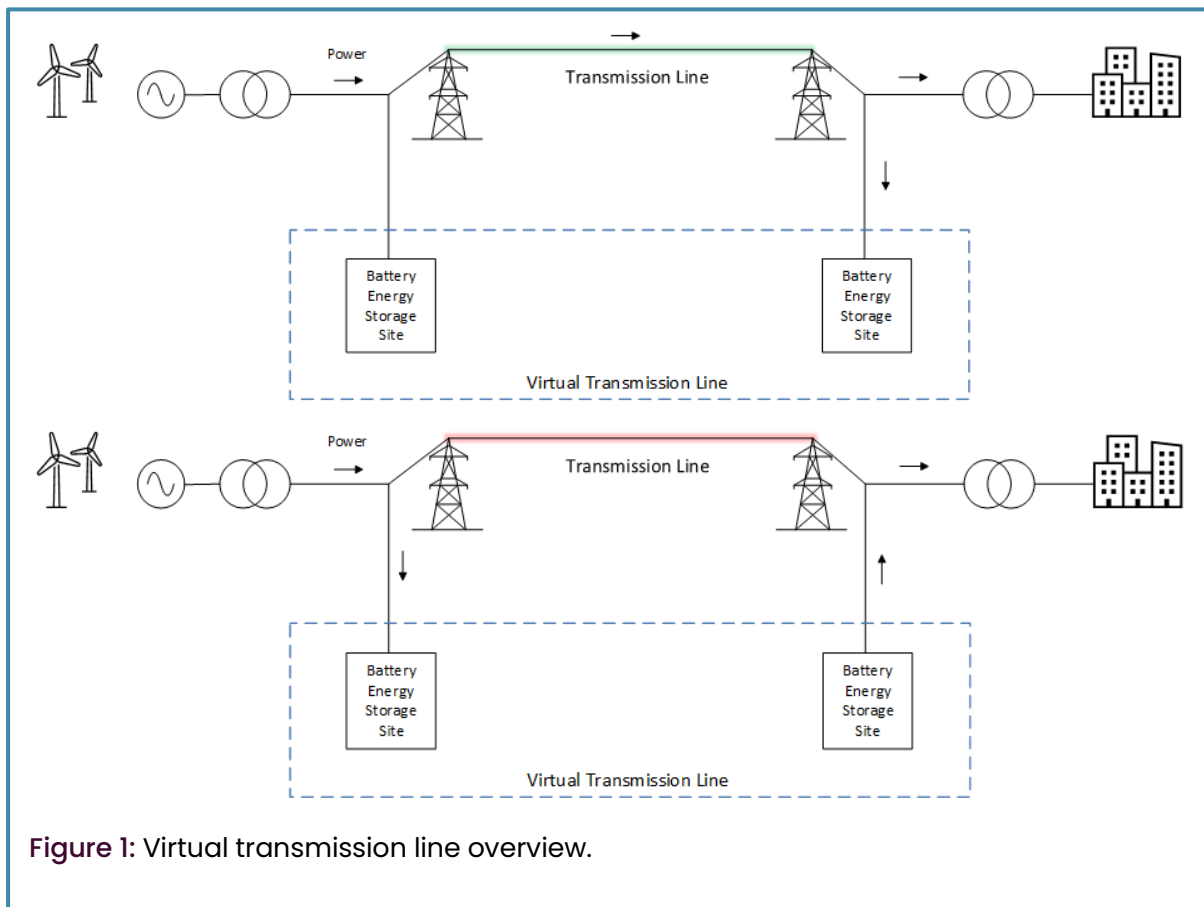 Power
Transmission Line
Battery
Energy
Storage
Site
Battery
Energy
Storage
Site
Virtual Transmission Line
Power
Transmission Line
Battery
Energy
Storage
Site
Battery
Energy
Storage
Site
Virtual Transmission Line
Figure 1: Virtual transmission line overview.